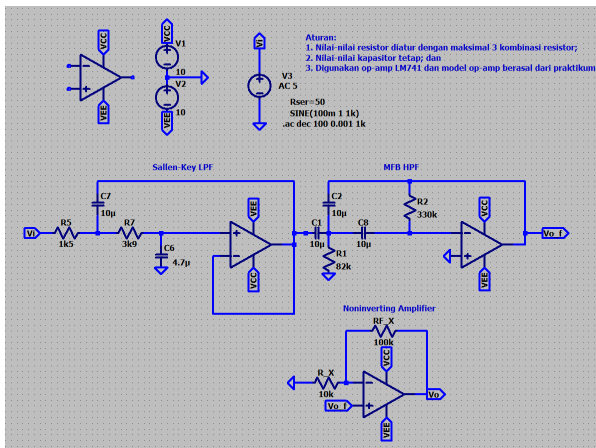 VCC
VEE
VCC
V1
10
V2
10
VEE
Vi
V3
AC 5
Rser=50
SINE(100m 1 1k)
.ac dec 100 0.001 1k
Aturan:
1. Nilai-nilai resistor diatur dengan maksimal 3 kombinasi resistor;
2. Nilai-nilai kapasitor tetap; dan
3. Digunakan op-amp LM741 dan model op-amp berasal dari praktikum
Sallen-Key LPF
C7
10µ
Vi
R5
1k5
R7
3k9
C6
4.7µ
VEE
VCC
MFB HPF
C1
10µ
C2
10µ
R1
82k
C8
10µ
R2
330k
VCC
VEE
Vo_f
Noninverting Amplifier
RF_X
100k
R_X
10k
Vo_f
VCC
VEE
Vo